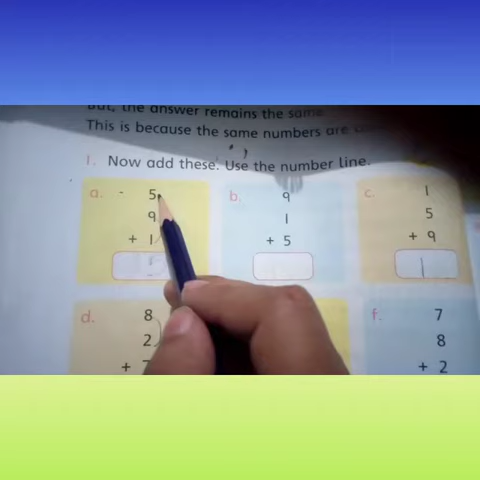 But, the answer remains the same
This is because the same numbers are
1. Now add these. Use the number line.
a. 5 b. 9 c. 1
9 1 5
+ 1 + 5 + 9
d. 8 f. 7
2 8
+ + 2